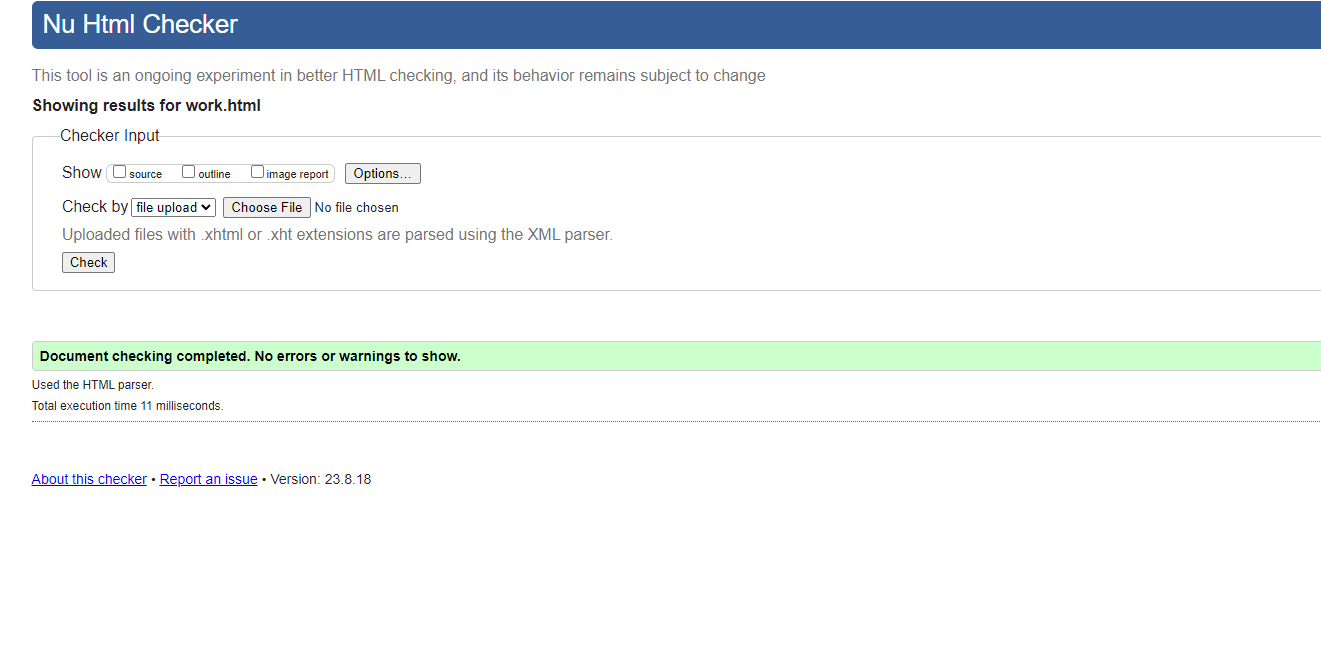 Nu Html Checker
This tool is an ongoing experiment in better HTML checking, and its behavior remains subject to change
Showing results for work.html
Checker Input
Show source outline image report Options...
Check by file upload Choose File No file chosen
Uploaded files with .xhtml or .xht extensions are parsed using the XML parser.
Check
Document checking completed. No errors or warnings to show.
Used the HTML parser.
Total execution time 11 milliseconds.
About this checker • Report an issue • Version: 23.8.18